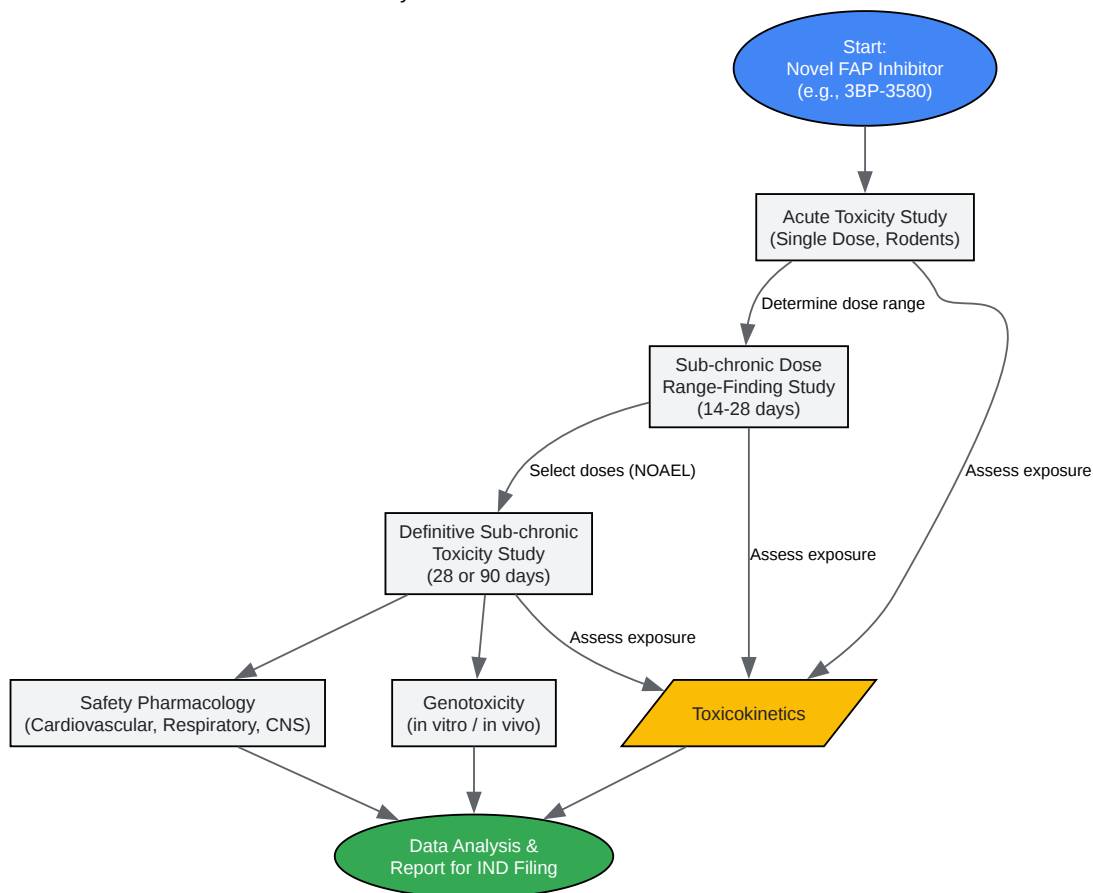 Start:
Novel FAP Inhibitor
(e.g., 3BP-3580)
Acute Toxicity Study
(Single Dose, Rodents)
Determine dose range
Sub-chronic Dose
Range-Finding Study
(14-28 days)
Select doses (NOAEL)
Assess exposure
Definitive Sub-chronic
Toxicity Study
(28 or 90 days)
Assess exposure
Assess exposure
Safety Pharmacology
(Cardiovascular, Respiratory, CNS)
Genotoxicity
(in vitro / in vivo)
Toxicokinetics
Data Analysis &
Report for IND Filing